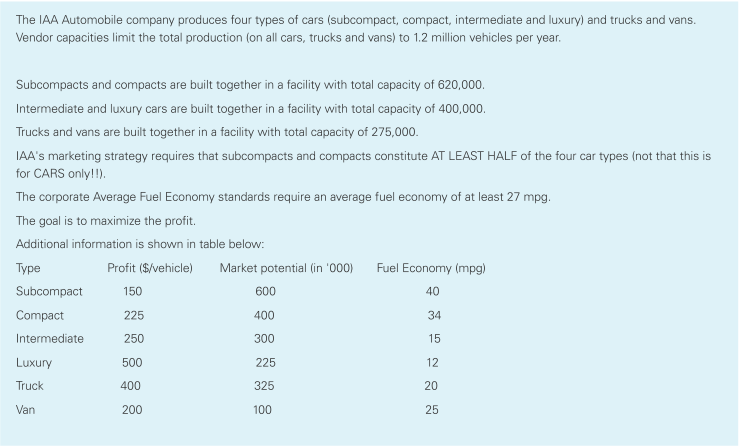 The IAA Automobile company produces four types of cars (subcompact, compact, intermediate and luxury) and trucks and vans.
Vendor capacities limit the total production (on all cars, trucks and vans) to 1.2 million vehicles per year.
Subcompacts and compacts are built together in a facility with total capacity of 620,000.
Intermediate and luxury cars are built together in a facility with total capacity of 400,000.
Trucks and vans are built together in a facility with total capacity of 275,000.
IAA's marketing strategy requires that subcompacts and compacts constitute AT LEAST HALF of the four car types (not that this is
for CARS only!!).
The corporate Average Fuel Economy standards require an average fuel economy of at least 27 mpg.
The goal is to maximize the profit.
Additional information is shown in table below:
Type Profit ($/vehicle) Market potential (in '000) Fuel Economy (mpg)
Subcompact 150 600 40
Compact 225 400 34
Intermediate 250 300 15
Luxury 500 225 12
Truck 400 325 20
Van 200 100 25